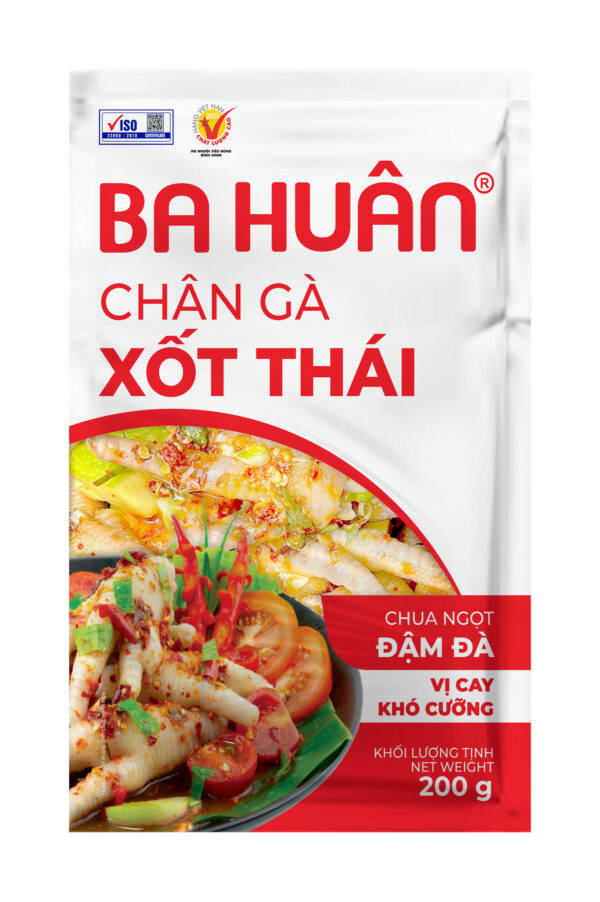 ISO
22000 : 2018
CERTIFICATE
HÀNG VIỆT NAM
CHẤT LƯỢNG CAO
DO NGƯỜI TIÊU DÙNG
BÌNH CHỌN
BA HUÂN®
CHÂN GÀ
XỐT THÁI
CHUA NGỌT
ĐẬM ĐÀ
VỊ CAY
KHÓ CƯỠNG
KHỐI LƯỢNG TỊNH
NET WEIGHT
200 g